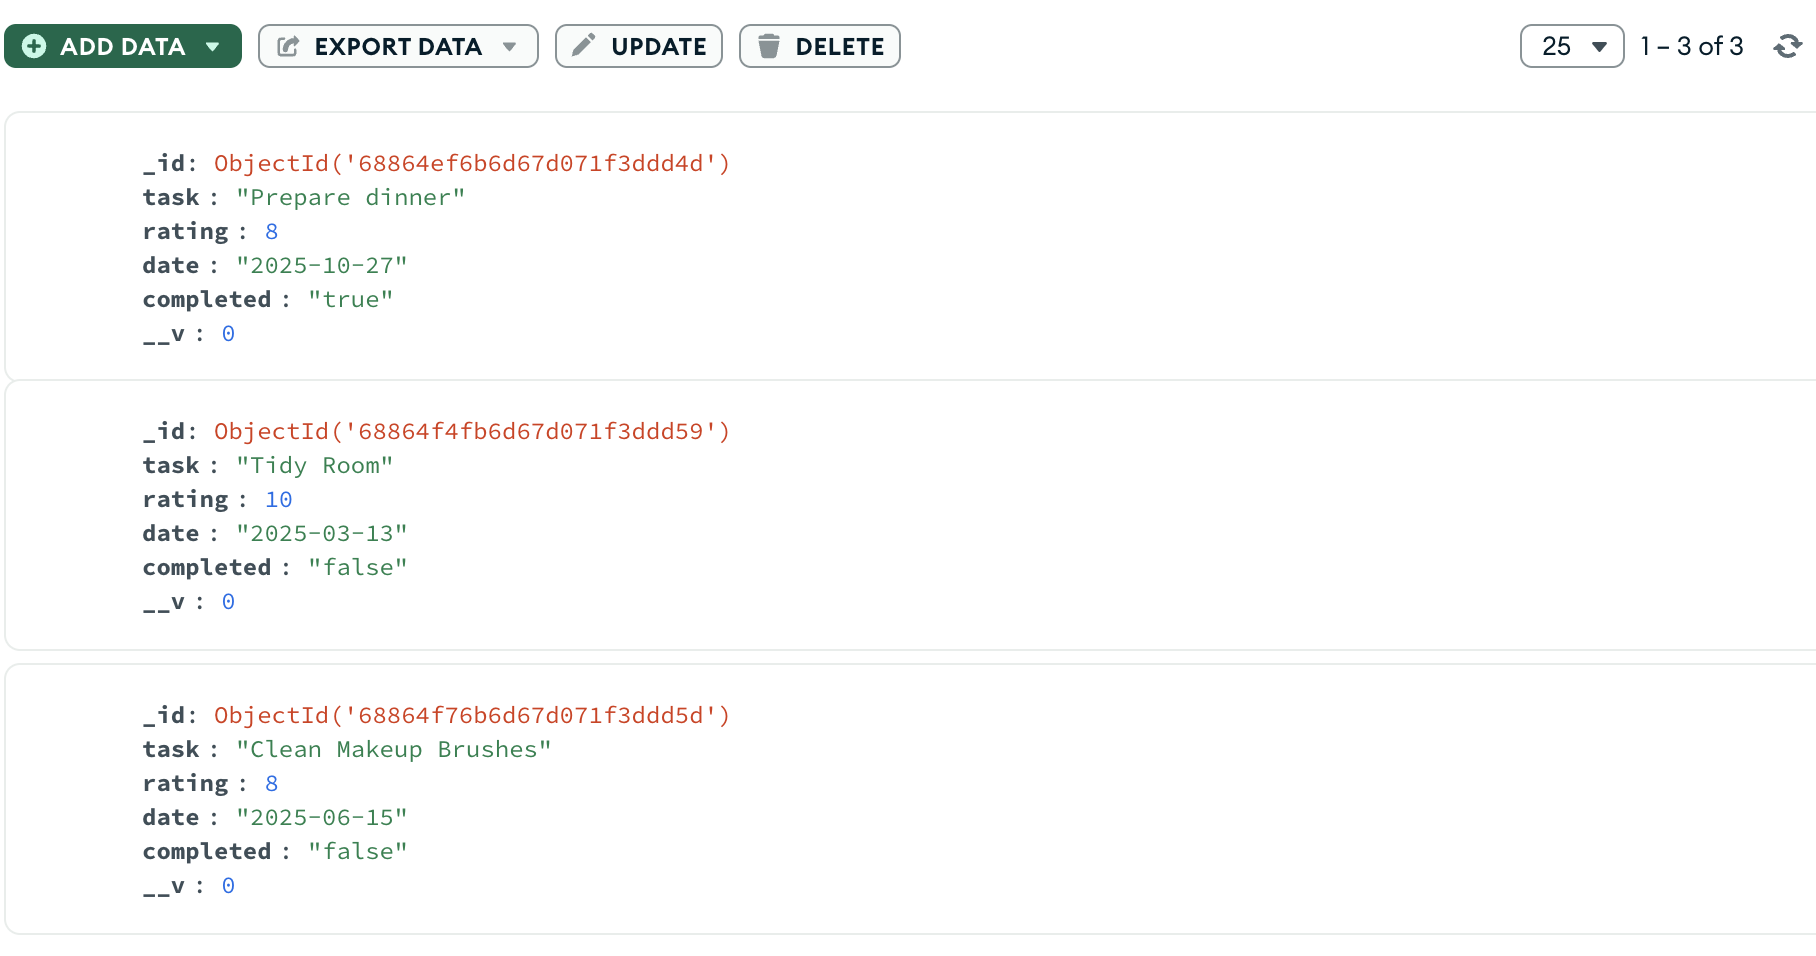 ADD DATA EXPORT DATA UPDATE DELETE 25 1 – 3 of 3
_id: ObjectId('68864ef6b6d67d071f3ddd4d')
task : "Prepare dinner"
rating : 8
date : "2025-10-27"
completed : "true"
__v : 0
_id: ObjectId('68864f4fb6d67d071f3ddd59')
task : "Tidy Room"
rating : 10
date : "2025-03-13"
completed : "false"
__v : 0
_id: ObjectId('68864f76b6d67d071f3ddd5d')
task : "Clean Makeup Brushes"
rating : 8
date : "2025-06-15"
completed : "false"
__v : 0